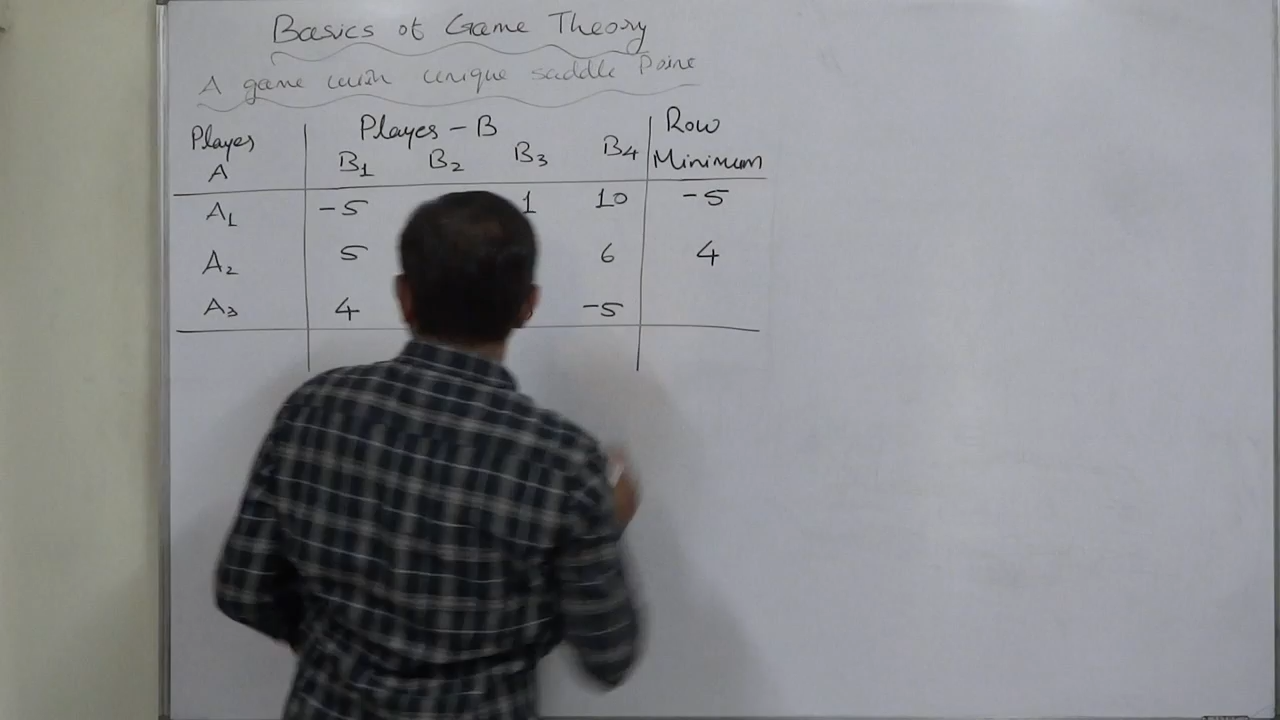 Basics of Game Theory
A game with unique saddle Point
Player Player - B Row
A B1 B2 B3 B4 Minimum
A1 -5 1 10 -5
A2 5 6 4
A3 4 -5